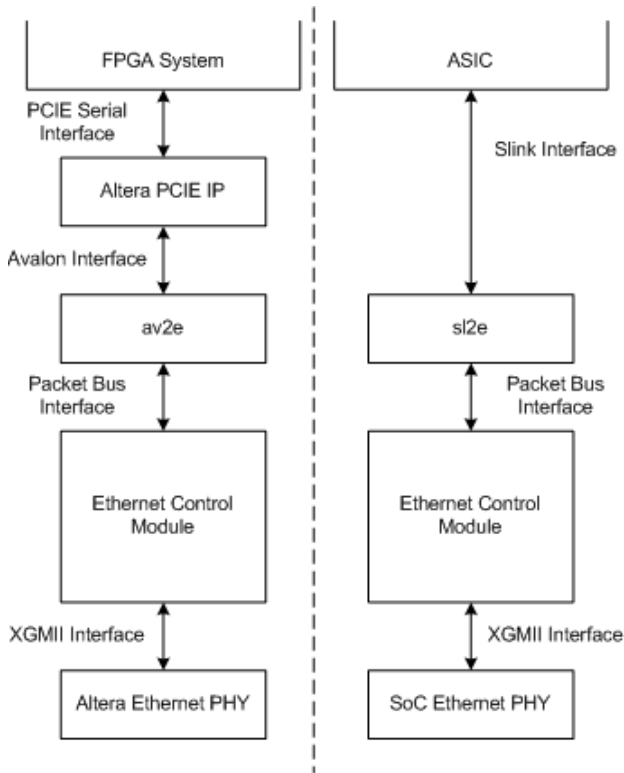 FPGA System
PCIE Serial
Interface
Altera PCIE IP
Avalon Interface
av2e
Packet Bus
Interface
Ethernet Control
Module
XGMII Interface
Altera Ethernet PHY
ASIC
Slink Interface
sl2e
Packet Bus
Interface
Ethernet Control
Module
XGMII Interface
SoC Ethernet PHY